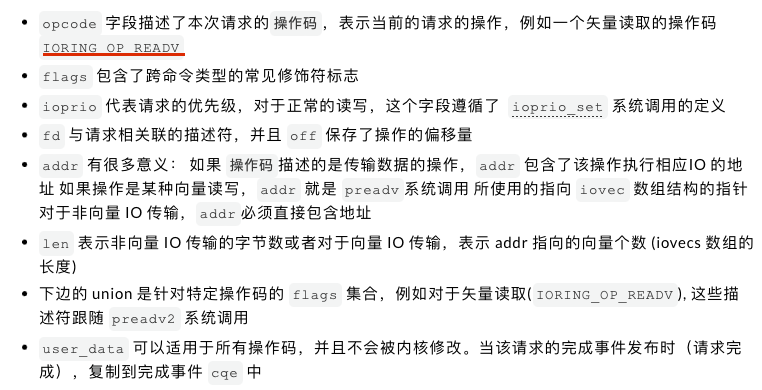 opcode 字段描述了本次请求的操作码，表示当前的请求的操作，例如一个矢量读取的操作码
IORING_OP_READV
flags 包含了跨命令类型的常见修饰符标志
ioprio 代表请求的优先级，对于正常的读写，这个字段遵循了 ioprio_set 系统调用的定义
fd 与请求相关联的描述符，并且 off 保存了操作的偏移量
addr 有很多意义： 如果 操作码 描述的是传输数据的操作， addr 包含了该操作执行相应IO 的地
址 如果操作是某种向量读写， addr 就是 preadv 系统调用 所使用的指向 iovec 数组结构的指针
对于非向量 IO 传输， addr 必须直接包含地址
len 表示非向量 IO 传输的字节数或者对于向量 IO 传输，表示 addr 指向的向量个数 (iovecs 数组的
长度)
下边的 union 是针对特定操作码的 flags 集合，例如对于矢量读取( IORING_OP_READV ), 这些描
述符跟随 preadv2 系统调用
user_data 可以适用于所有操作码，并且不会被内核修改。当该请求的完成事件发布时（请求完
成），复制到完成事件 cqe 中